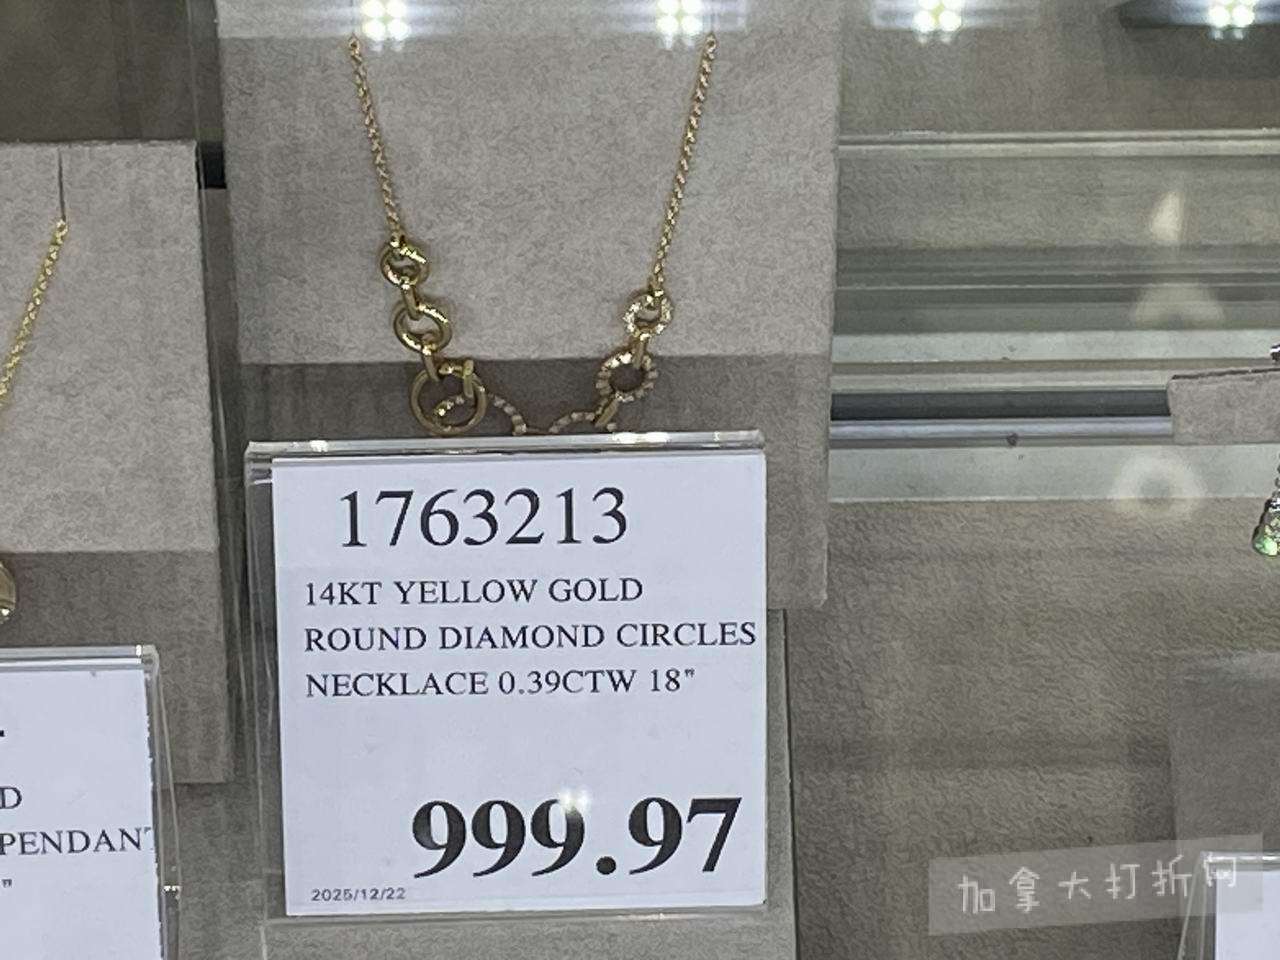 1763213
14KT YELLOW GOLD
ROUND DIAMOND CIRCLES
NECKLACE 0.39CTW 18"
999.97
2025/12/22
D
PENDANT
"
加拿大打折网